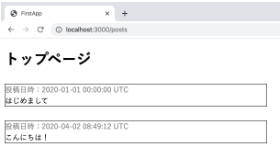 FirstApp
localhost:3000/posts
トップページ
投稿日時：2020-01-01 00:00:00 UTC
はじめまして
投稿日時：2020-04-02 08:49:12 UTC
こんにちは！